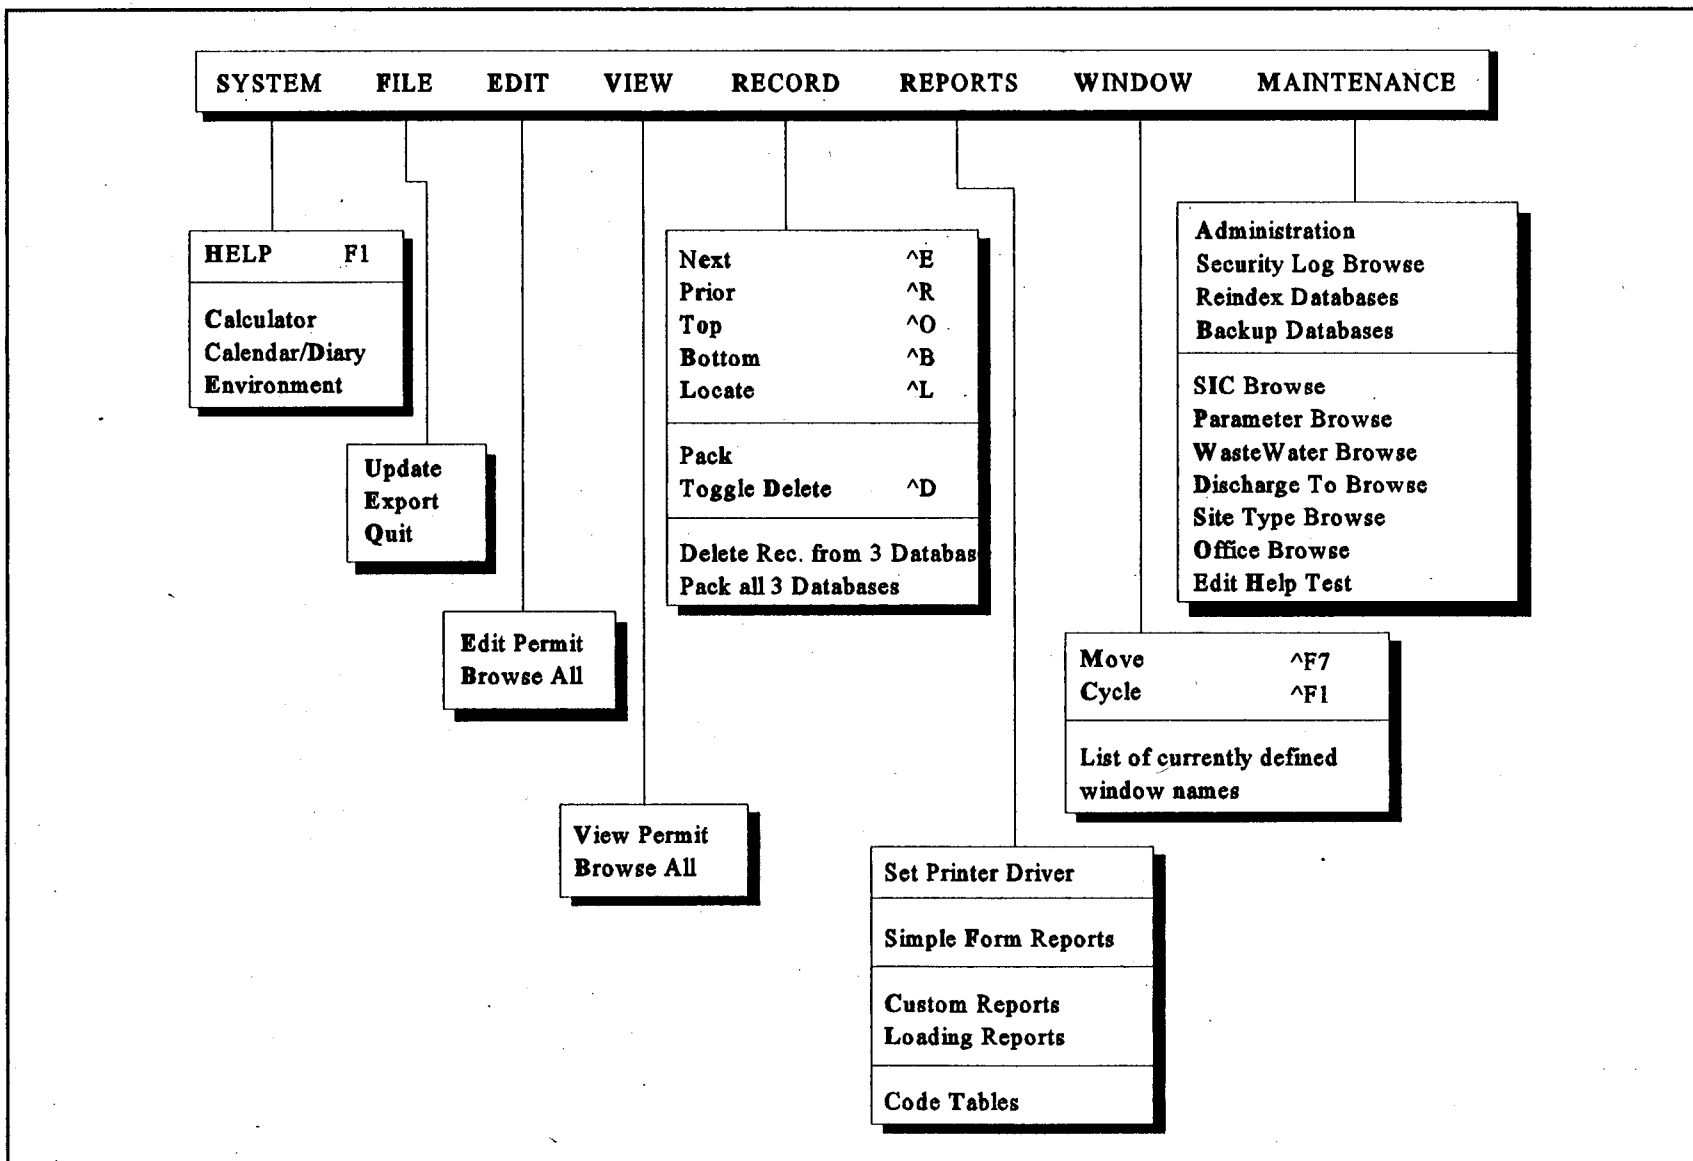 SYSTEM FILE EDIT VIEW RECORD REPORTS WINDOW MAINTENANCE
HELP F1
Calculator
Calendar/Diary
Environment
Update
Export
Quit
Edit Permit
Browse All
View Permit
Browse All
Next ^E
Prior ^R
Top ^O
Bottom ^B
Locate ^L
Pack
Toggle Delete ^D
Delete Rec. from 3 Databas
Pack all 3 Databases
Set Printer Driver
Simple Form Reports
Custom Reports
Loading Reports
Code Tables
Move ^F7
Cycle ^F1
List of currently defined
window names
Administration
Security Log Browse
Reindex Databases
Backup Databases
SIC Browse
Parameter Browse
WasteWater Browse
Discharge To Browse
Site Type Browse
Office Browse
Edit Help Test